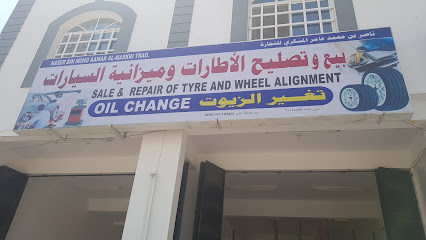 ناصر بن محمد عامر المسكري للتجارة
NASER BIN MOHD AAMAR AL-MASKRI TRAD.
بيع و تصليح الأطارات وميزانية السيارات
SALE & REPAIR OF TYRE AND WHEEL ALIGNMENT
OIL CHANGE تغيير الزيوت